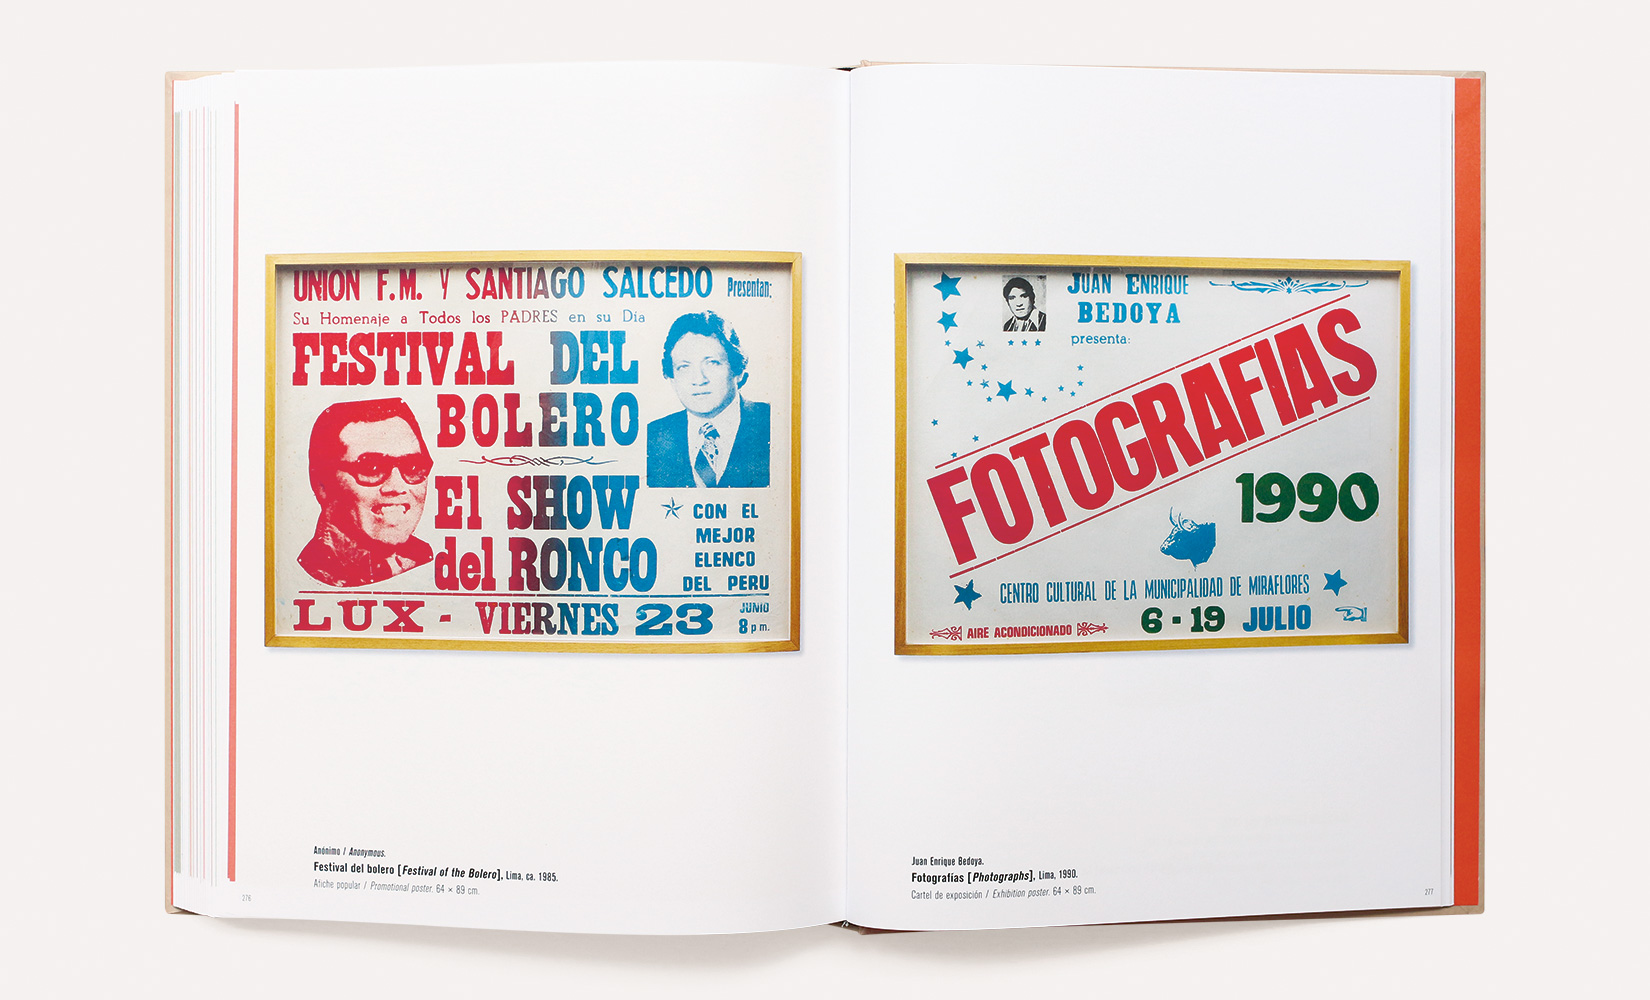 UNION F.M. Y SANTIAGO SALCEDO Presentan:
Su Homenaje a Todos los PADRES en su Dia
FESTIVAL DEL
BOLERO
El SHOW
del RONCO
CON EL
MEJOR
ELENCO
DEL PERU
LUX - VIERNES 23 JUNIO
8 p m.
Anónimo / Anonymous.
Festival del bolero [Festival of the Bolero], Lima, ca. 1985.
Afiche popular / Promotional poster. 64 × 89 cm.
276
JUAN ENRIQUE
BEDOYA
presenta:
FOTOGRAFIAS
1990
CENTRO CULTURAL DE LA MUNICIPALIDAD DE MIRAFLORES
AIRE ACONDICIONADO 6 - 19 JULIO
Juan Enrique Bedoya.
Fotografías [Photographs], Lima, 1990.
Cartel de exposición / Exhibition poster. 64 × 89 cm.
277